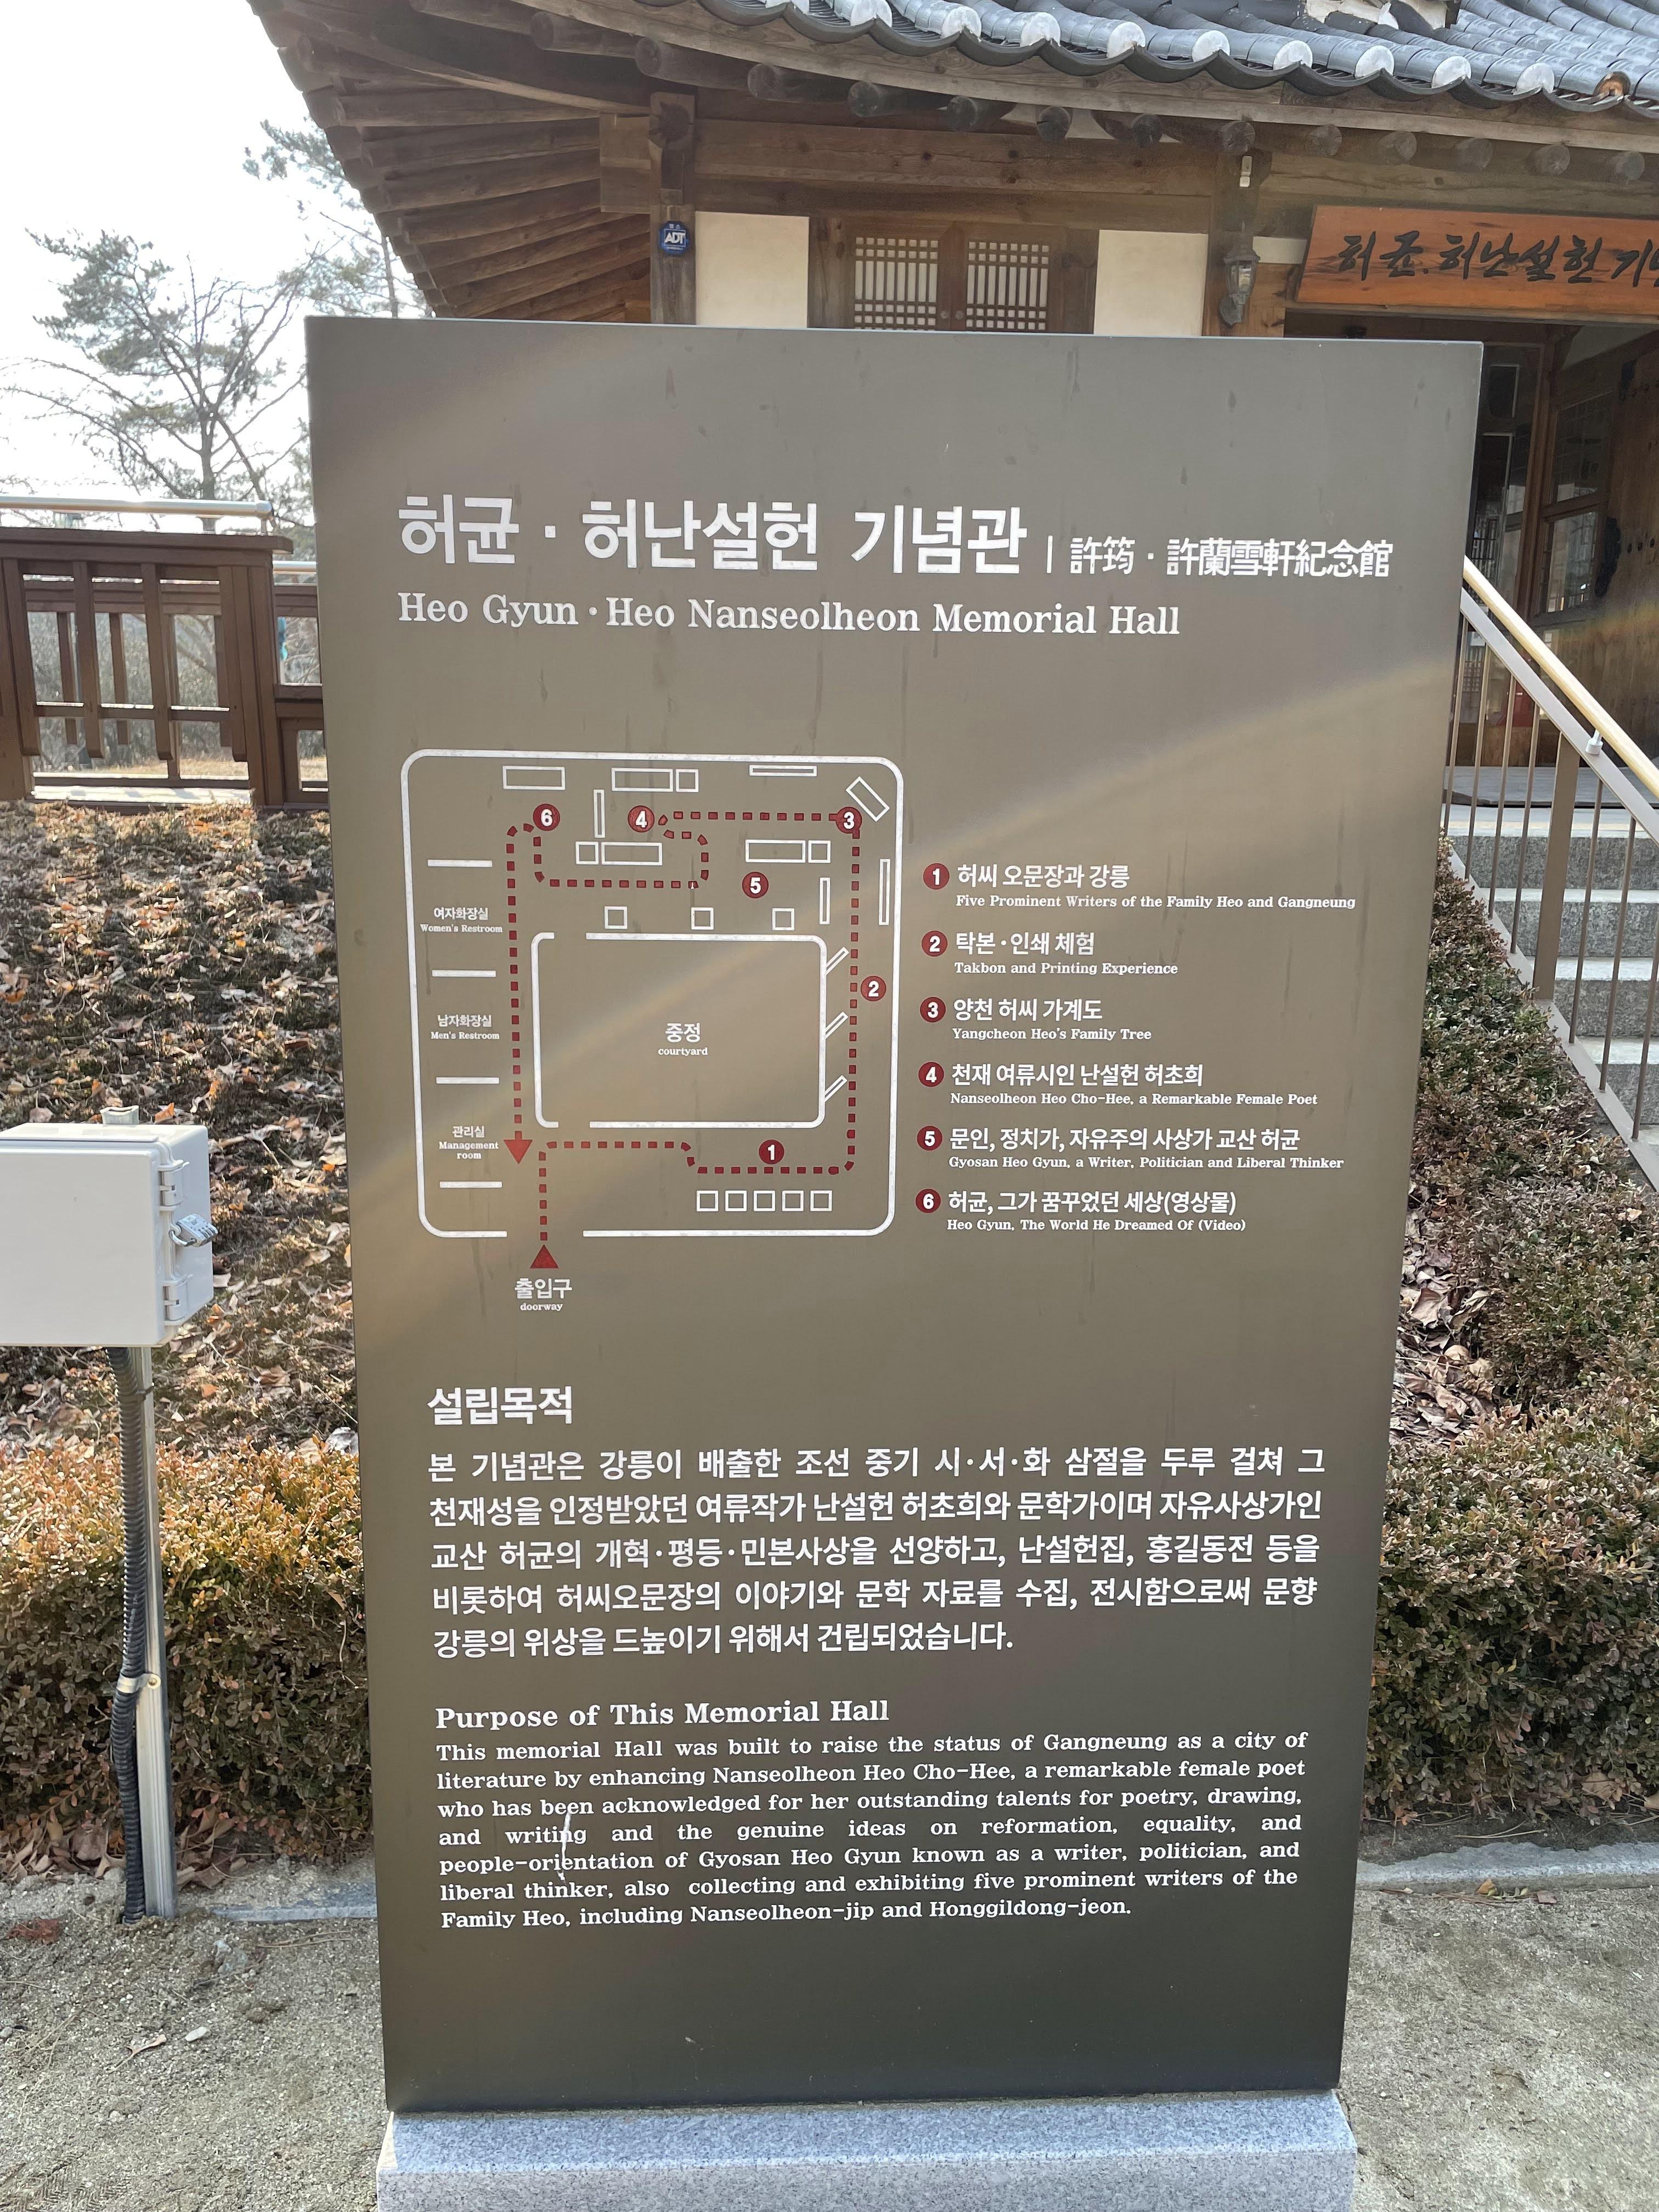 ADT
허균.허난설헌
허균 · 허난설헌 기념관 | 許筠 · 許蘭雪軒紀念館
Heo Gyun · Heo Nanseolheon Memorial Hall
6
4
3
5
2
1
여자화장실
Women's Restroom
남자화장실
Men's Restroom
관리실
Management
room
중정
courtyard
출입구
doorway
1 허씨 오문장과 강릉
Five Prominent Writers of the Family Heo and Gangneung
2 탁본·인쇄 체험
Takbon and Printing Experience
3 양천 허씨 가계도
Yangcheon Heo's Family Tree
4 천재 여류시인 난설헌 허초희
Nanseolheon Heo Cho-Hee, a Remarkable Female Poet
5 문인, 정치가, 자유주의 사상가 교산 허균
Gyosan Heo Gyun, a Writer, Politician and Liberal Thinker
6 허균, 그가 꿈꾸었던 세상(영상물)
Heo Gyun, The World He Dreamed Of (Video)
설립목적
본 기념관은 강릉이 배출한 조선 중기 시·서·화 삼절을 두루 걸쳐 그
천재성을 인정받았던 여류작가 난설헌 허초희와 문학가이며 자유사상가인
교산 허균의 개혁·평등·민본사상을 선양하고, 난설헌집, 홍길동전 등을
비롯하여 허씨오문장의 이야기와 문학 자료를 수집, 전시함으로써 문향
강릉의 위상을 드높이기 위해서 건립되었습니다.
Purpose of This Memorial Hall
This memorial Hall was built to raise the status of Gangneung as a city of
literature by enhancing Nanseolheon Heo Cho-Hee, a remarkable female poet
who has been acknowledged for her outstanding talents for poetry, drawing,
and writing and the genuine ideas on reformation, equality, and
people-orientation of Gyosan Heo Gyun known as a writer, politician, and
liberal thinker, also collecting and exhibiting five prominent writers of the
Family Heo, including Nanseolheon-jip and Honggildong-jeon.